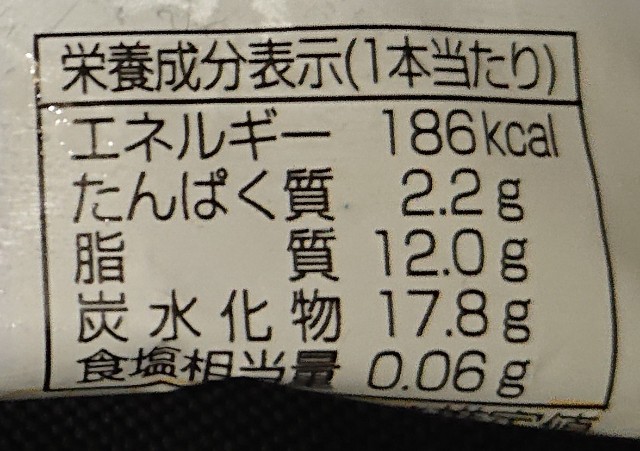 栄養成分表示(1本当たり)
エネルギー 186kcal
たんぱく質 2.2g
脂質 12.0g
炭水化物 17.8g
食塩相当量 0.06g